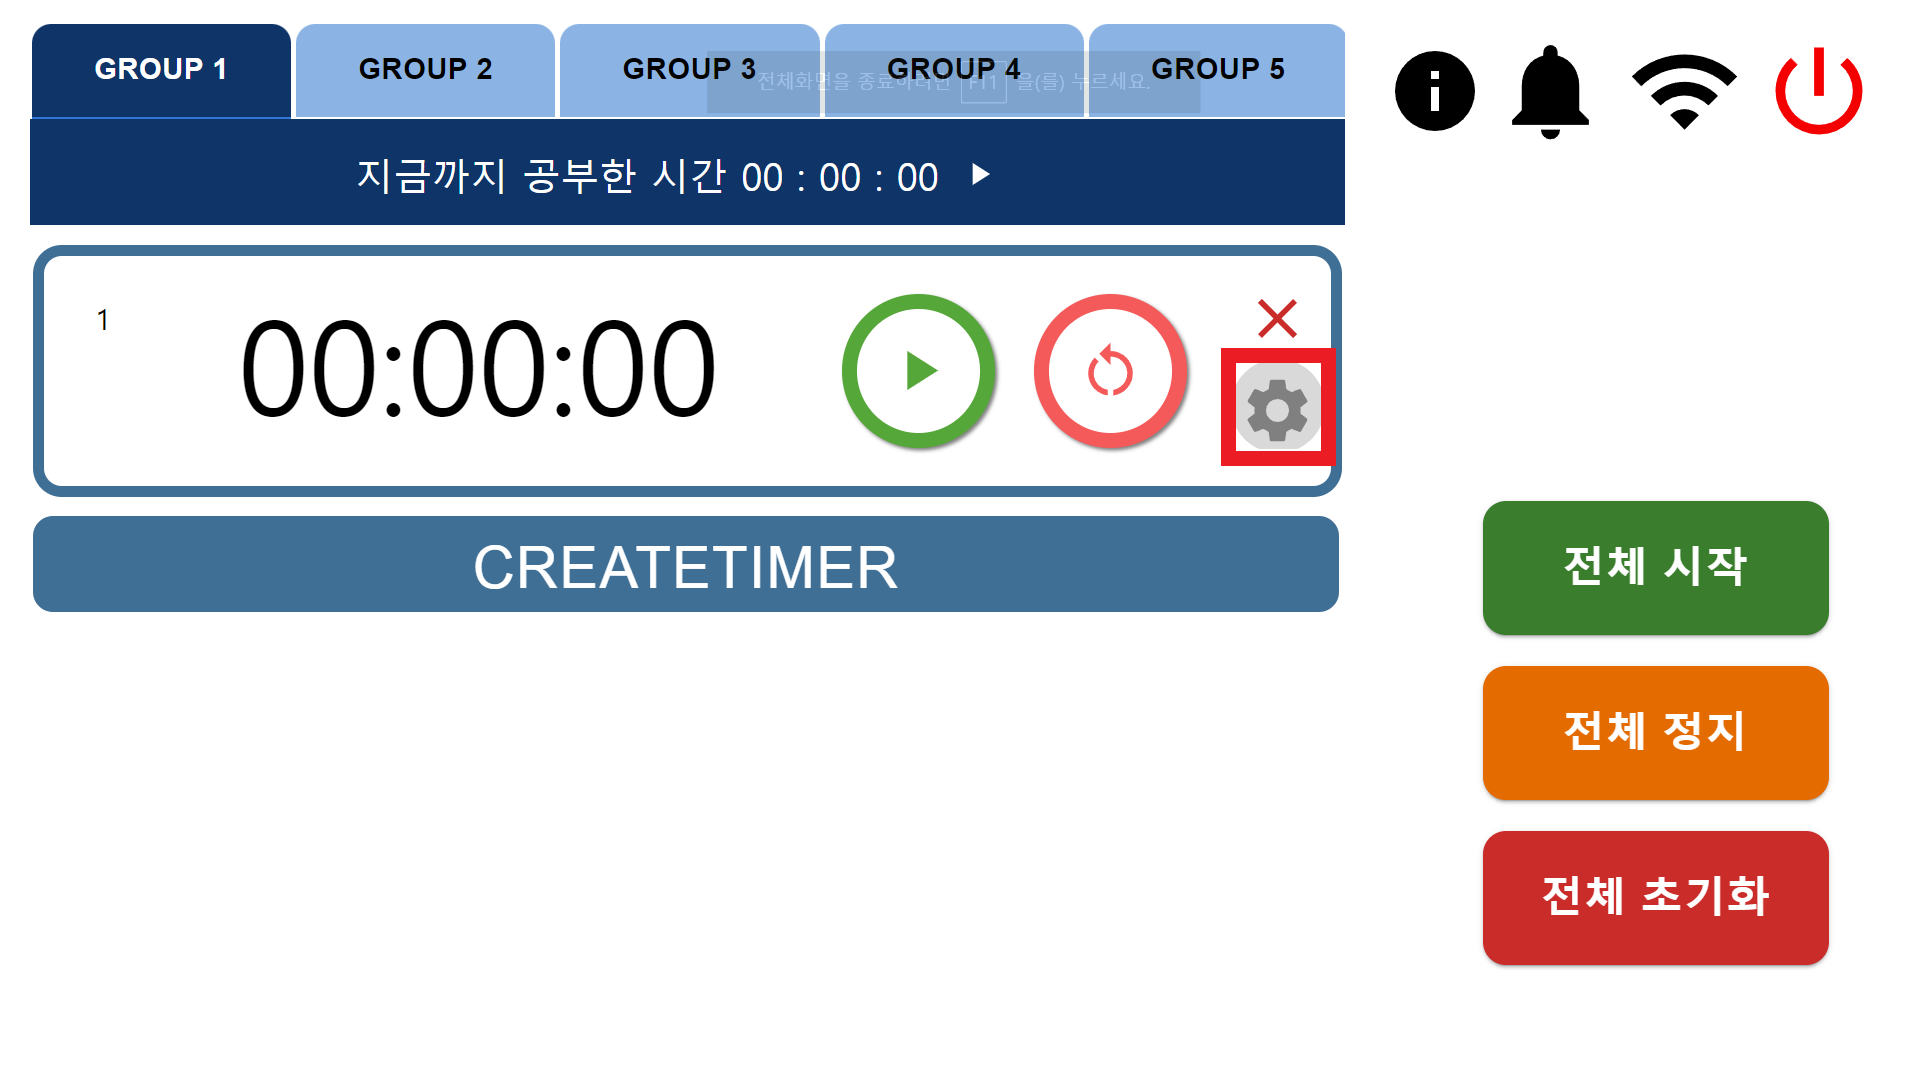 GROUP 1
GROUP 2
GROUP 3
GROUP 4
GROUP 5
전체화면을 종료하려면 F11 을(를) 누르세요.
지금까지 공부한 시간 00 : 00 : 00
1
00:00:00
CREATETIMER
전체 시작
전체 정지
전체 초기화